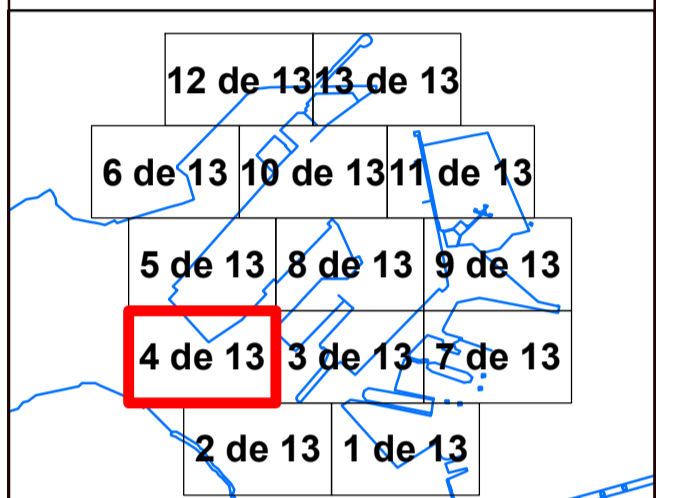 12 de 13 13 de 13
6 de 13 10 de 13 11 de 13
5 de 13 8 de 13 9 de 13
4 de 13 3 de 13 7 de 13
2 de 13 1 de 13